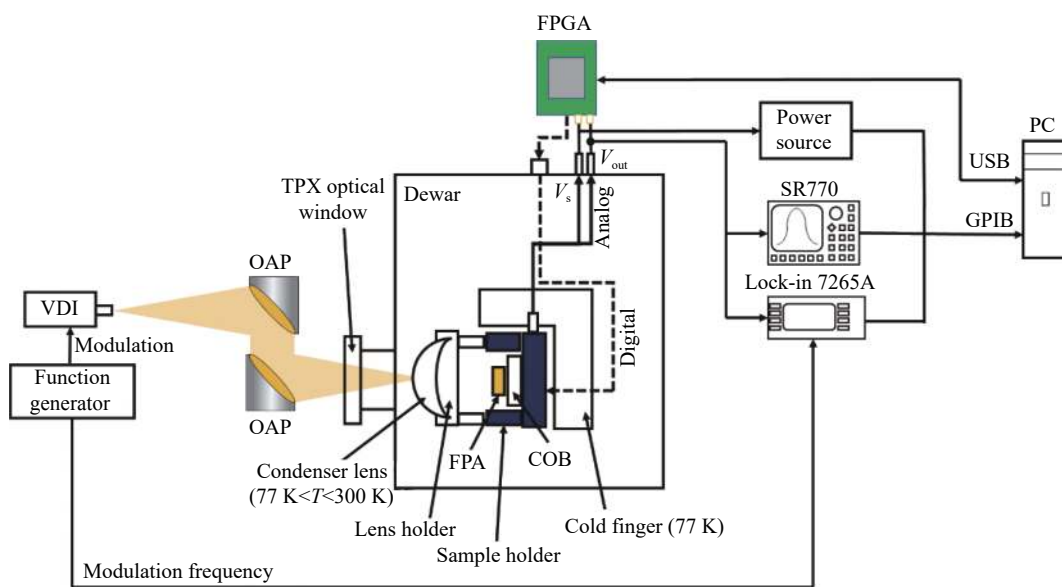 FPGA
Power
source
PC
USB
GPIB
V_out
V_s
Analog
SR770
Dewar
TPX optical
window
OAP
Lock-in 7265A
VDI
Modulation
Function
generator
Digital
OAP
FPA
COB
Condenser lens
(77 K<T<300 K)
Lens holder
Sample holder
Cold finger (77 K)
Modulation frequency